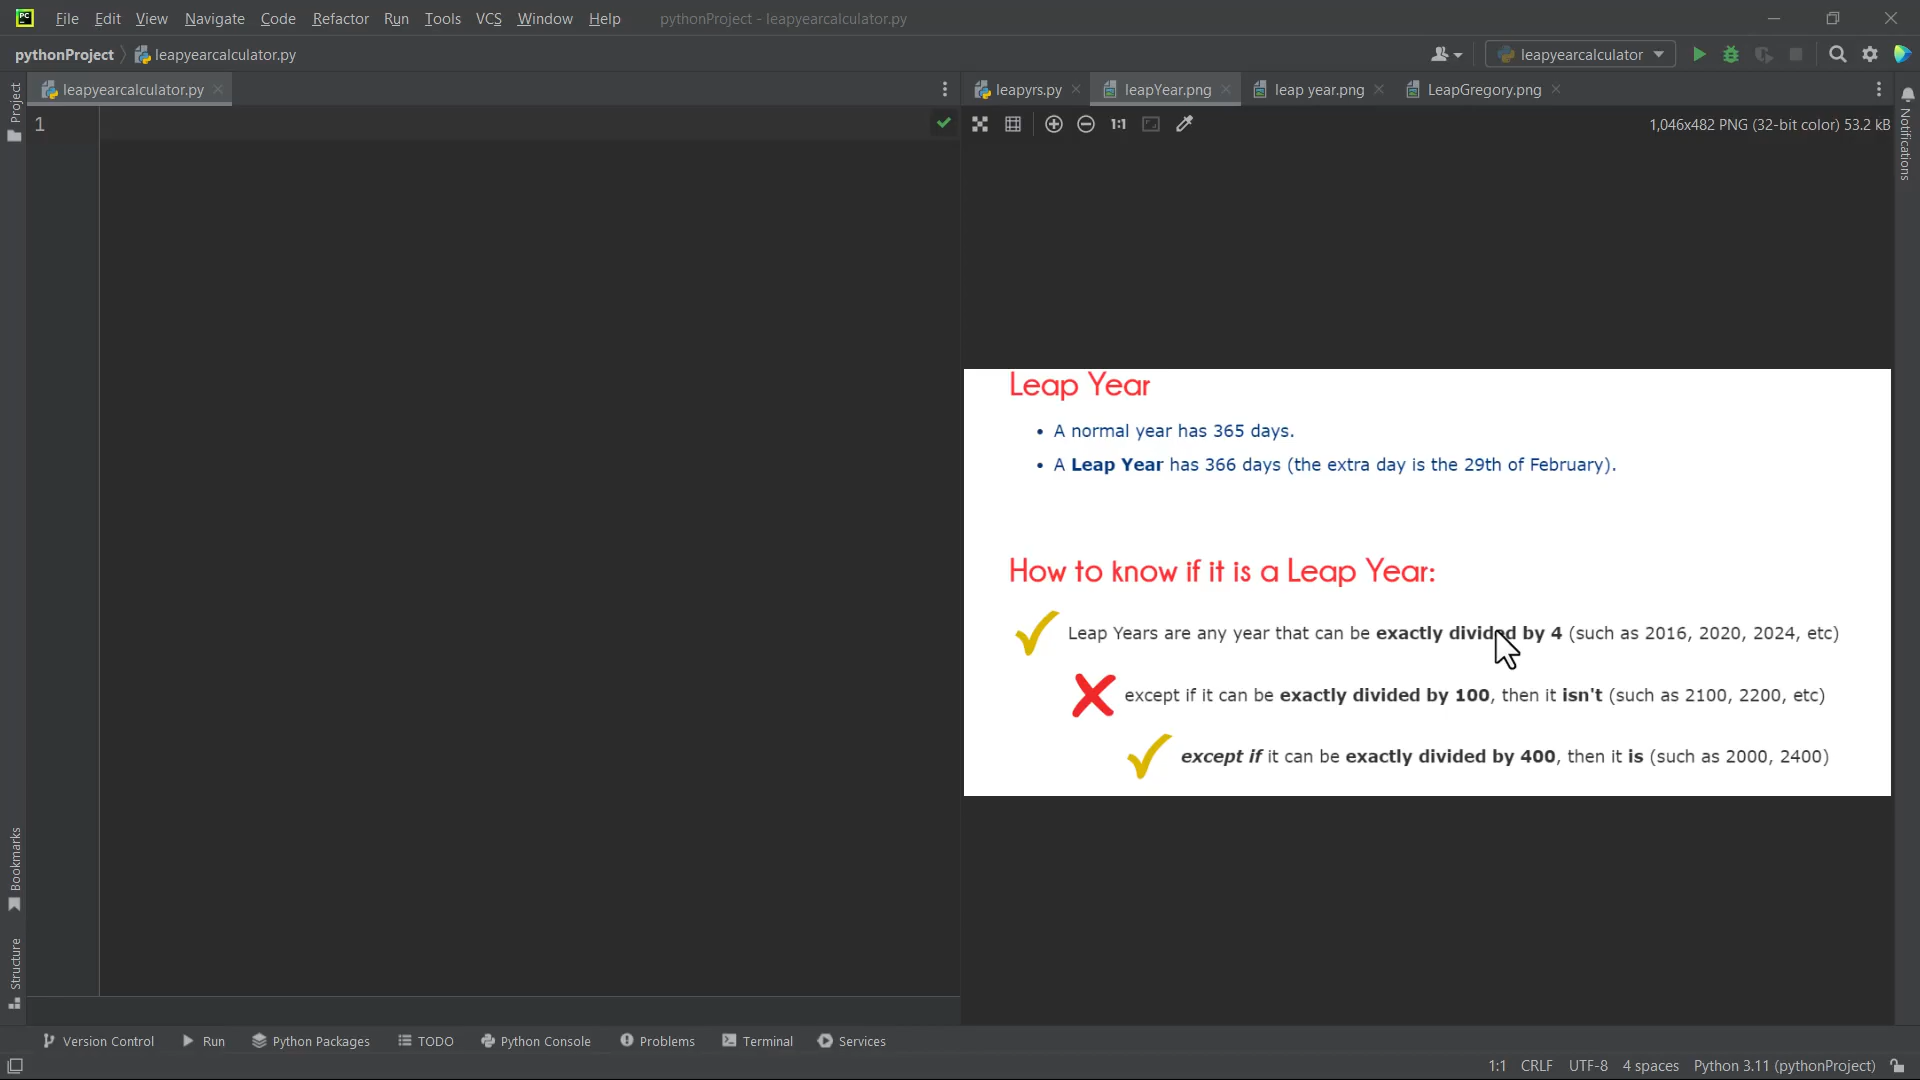 PC File Edit View Navigate Code Refactor Run Tools VCS Window Help pythonProject - leapyearcalculator.py
pythonProject leapyearcalculator.py leapyearcalculator
Project leapyearcalculator.py leapyrs.py leapYear.png leap year.png LeapGregory.png Notifications
1 1:1 1,046x482 PNG (32-bit color) 53.2 kB
Leap Year
• A normal year has 365 days.
• A Leap Year has 366 days (the extra day is the 29th of February).
How to know if it is a Leap Year:
Leap Years are any year that can be exactly divided by 4 (such as 2016, 2020, 2024, etc)
except if it can be exactly divided by 100, then it isn't (such as 2100, 2200, etc)
except if it can be exactly divided by 400, then it is (such as 2000, 2400)
Bookmarks
Structure
Version Control Run Python Packages TODO Python Console Problems Terminal Services
1:1 CRLF UTF-8 4 spaces Python 3.11 (pythonProject)